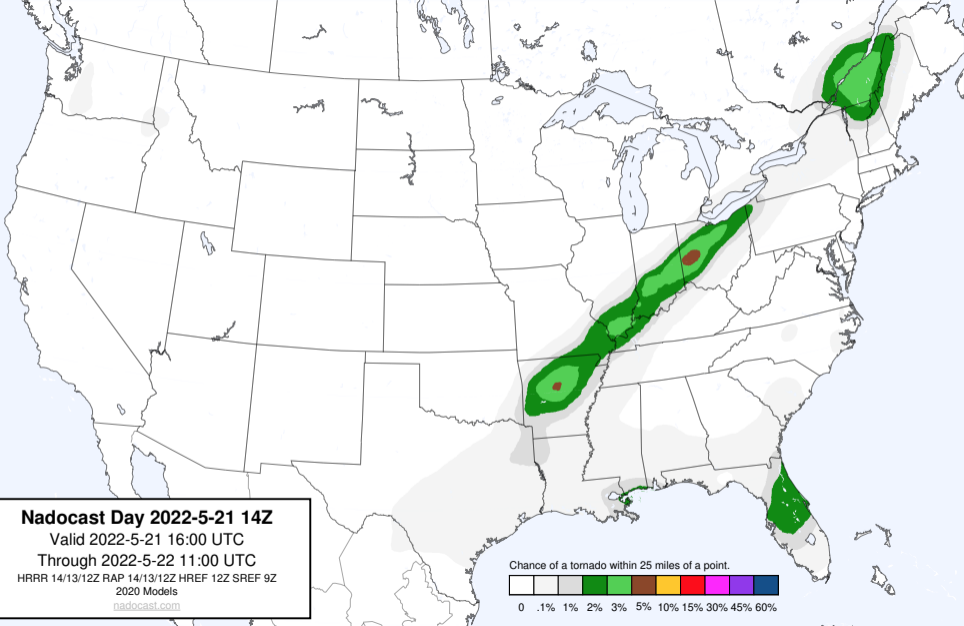 Nadocast Day 2022-5-21 14Z
Valid 2022-5-21 16:00 UTC
Through 2022-5-22 11:00 UTC
HRRR 14/13/12Z RAP 14/13/12Z HREF 12Z SREF 9Z
2020 Models
nadocast.com
Chance of a tornado within 25 miles of a point.
0 .1% 1% 2% 3% 5% 10% 15% 30% 45% 60%